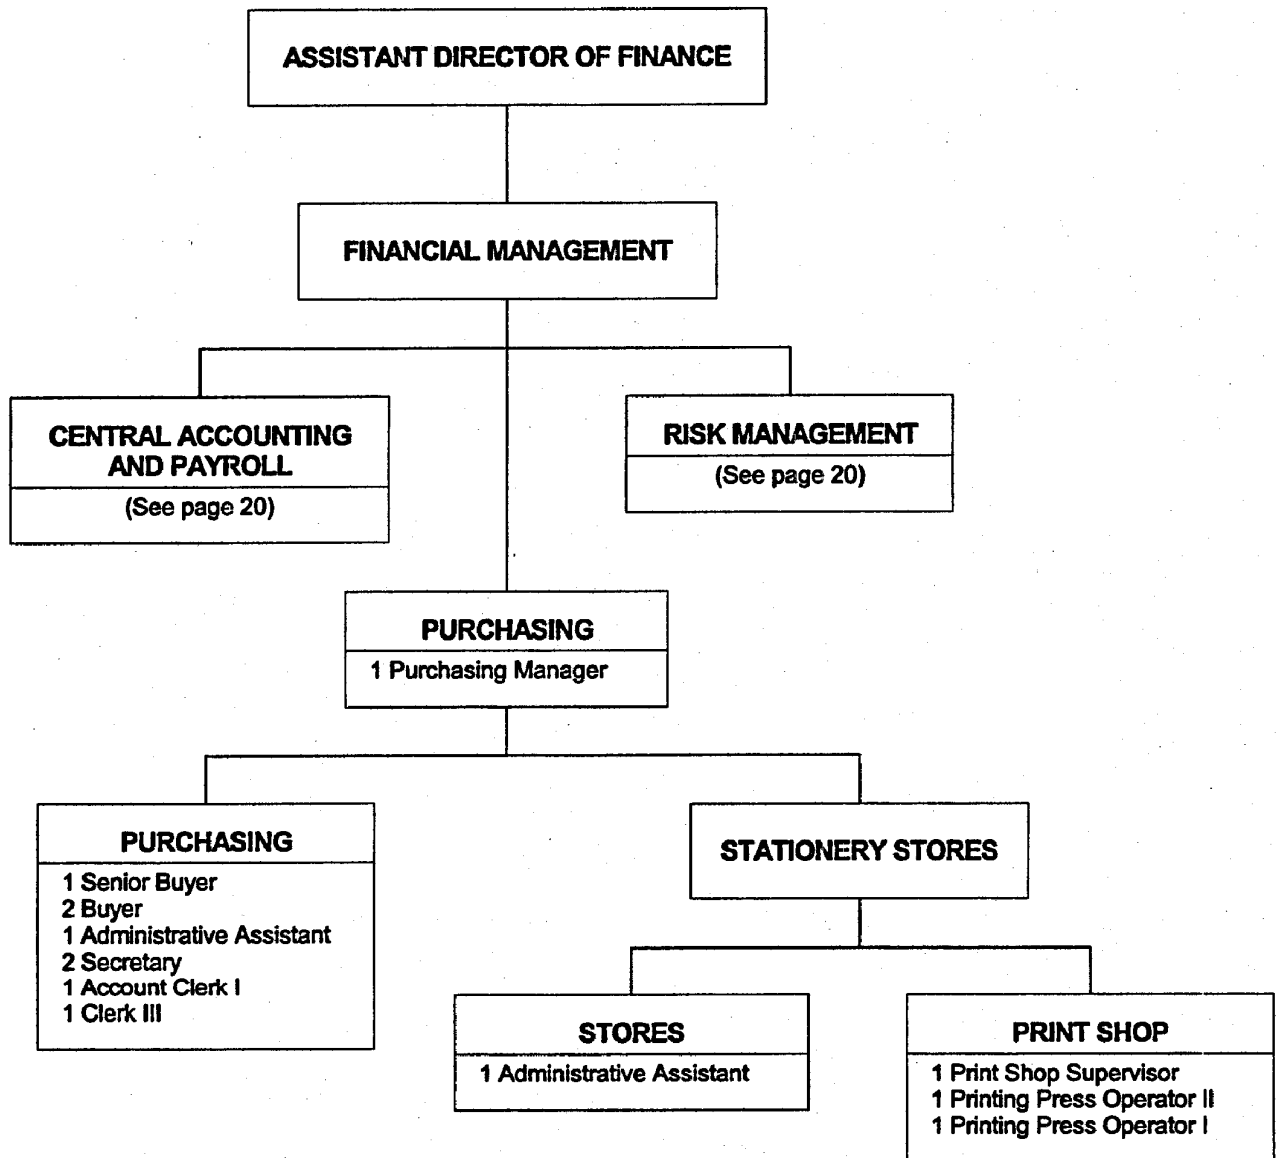 ASSISTANT DIRECTOR OF FINANCE
FINANCIAL MANAGEMENT
CENTRAL ACCOUNTING
AND PAYROLL
(See page 20)
RISK MANAGEMENT
(See page 20)
PURCHASING
1 Purchasing Manager
PURCHASING
1 Senior Buyer
2 Buyer
1 Administrative Assistant
2 Secretary
1 Account Clerk I
1 Clerk III
STATIONERY STORES
STORES
1 Administrative Assistant
PRINT SHOP
1 Print Shop Supervisor
1 Printing Press Operator II
1 Printing Press Operator I